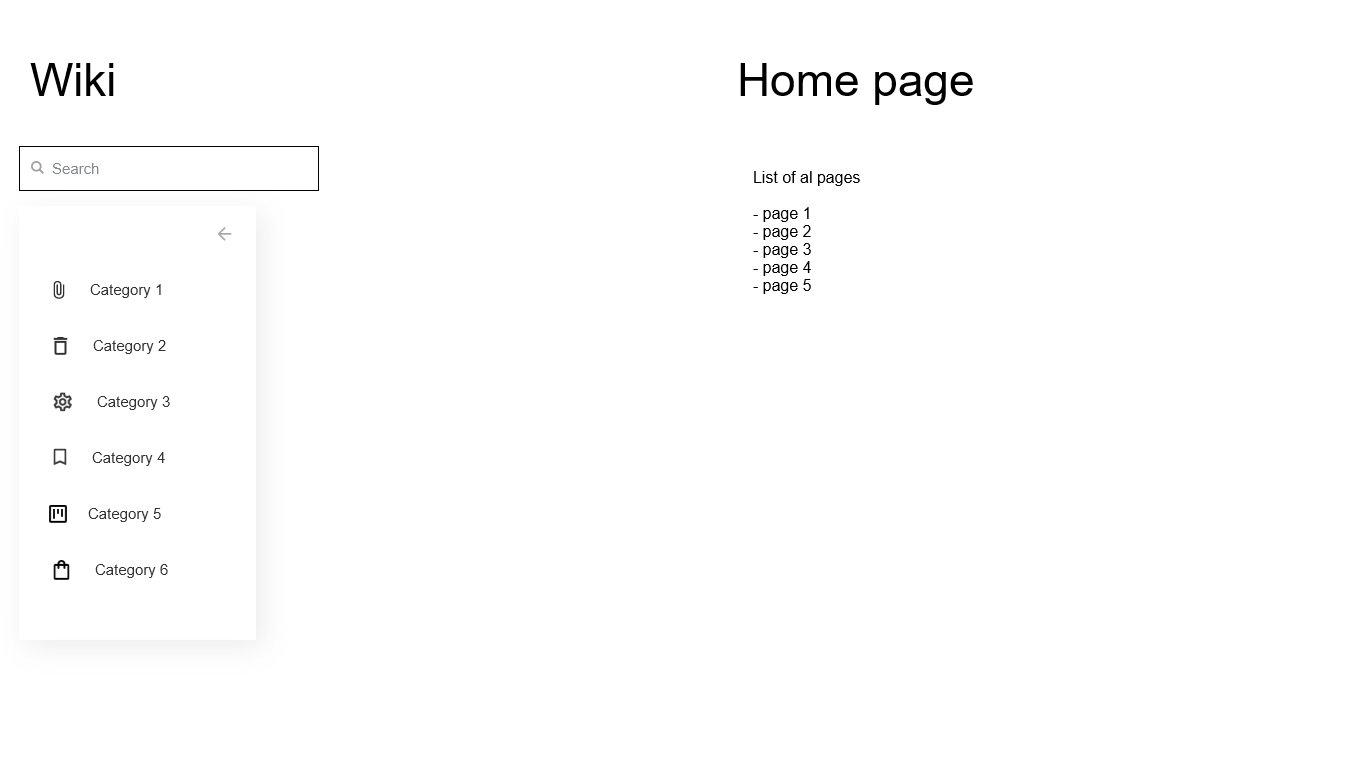 Wiki
Search
Category 1
Category 2
Category 3
Category 4
Category 5
Category 6
Home page
List of al pages
- page 1
- page 2
- page 3
- page 4
- page 5